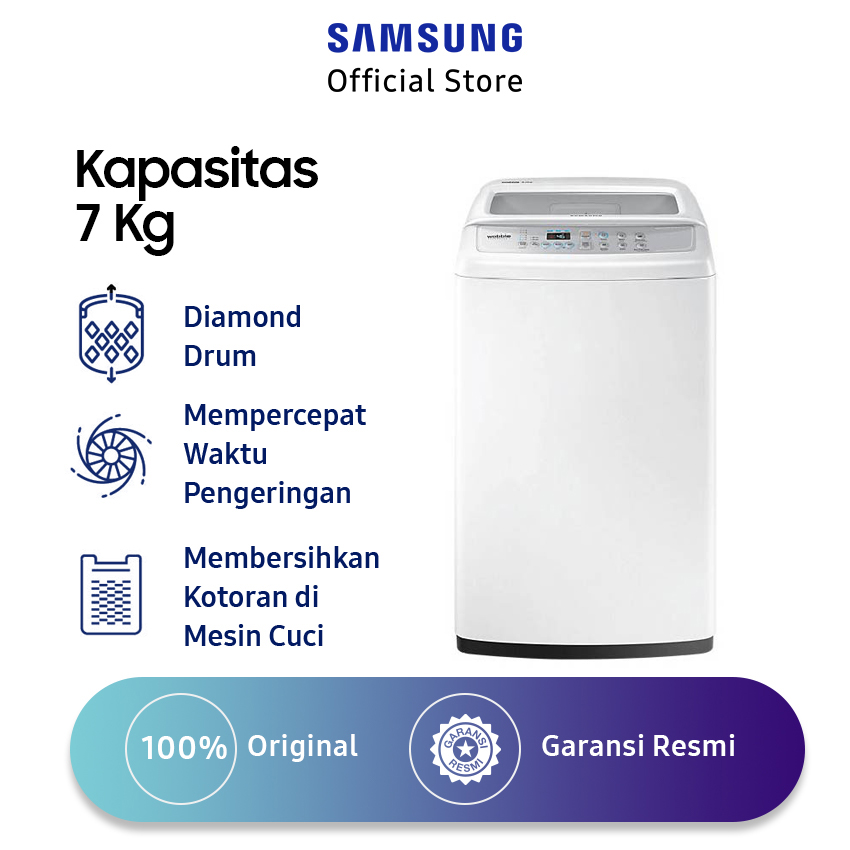 SAMSUNG
Official Store
Kapasitas
7 Kg
Diamond
Drum
Mempercepat
Waktu
Pengeringan
Membersihkan
Kotoran di
Mesin Cuci
wobble
100%
Original
GARANSI
RESMI
Garansi Resmi